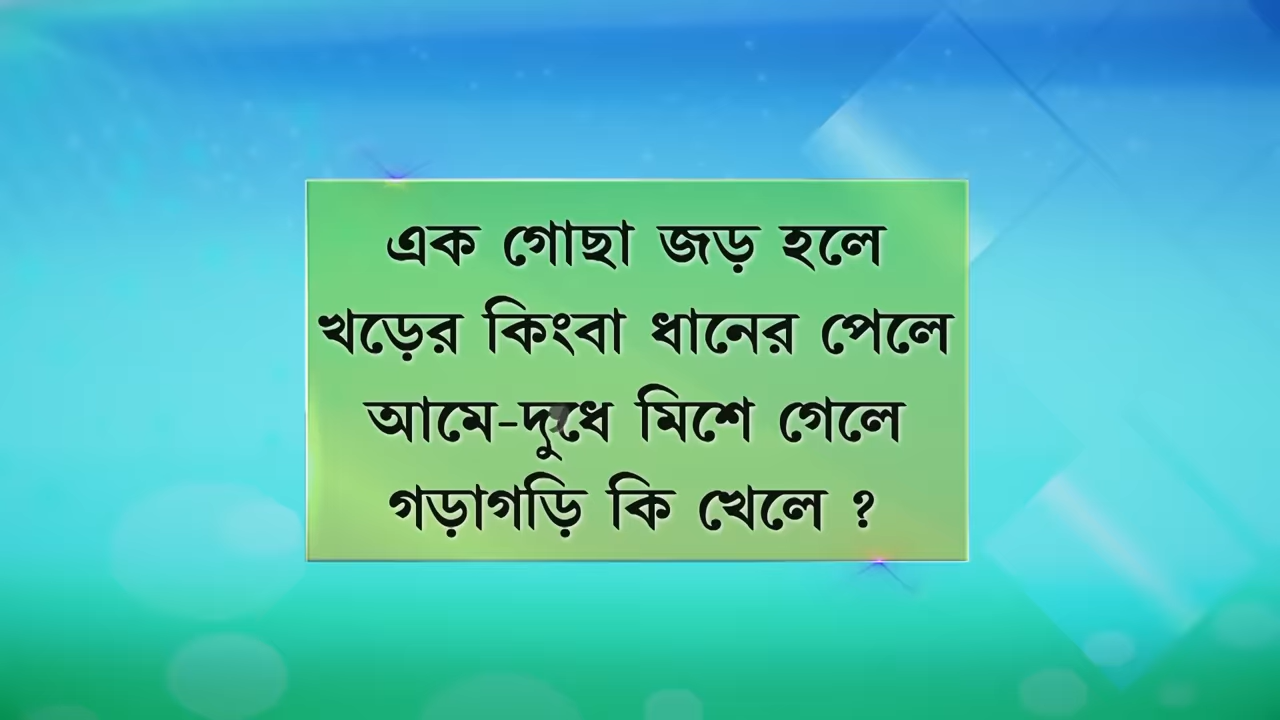 এক গোছা জড় হলে
খড়ের কিংবা ধানের পেলে
আমে-দুধে মিশে গেলে
গড়াগড়ি কি খেলে ?